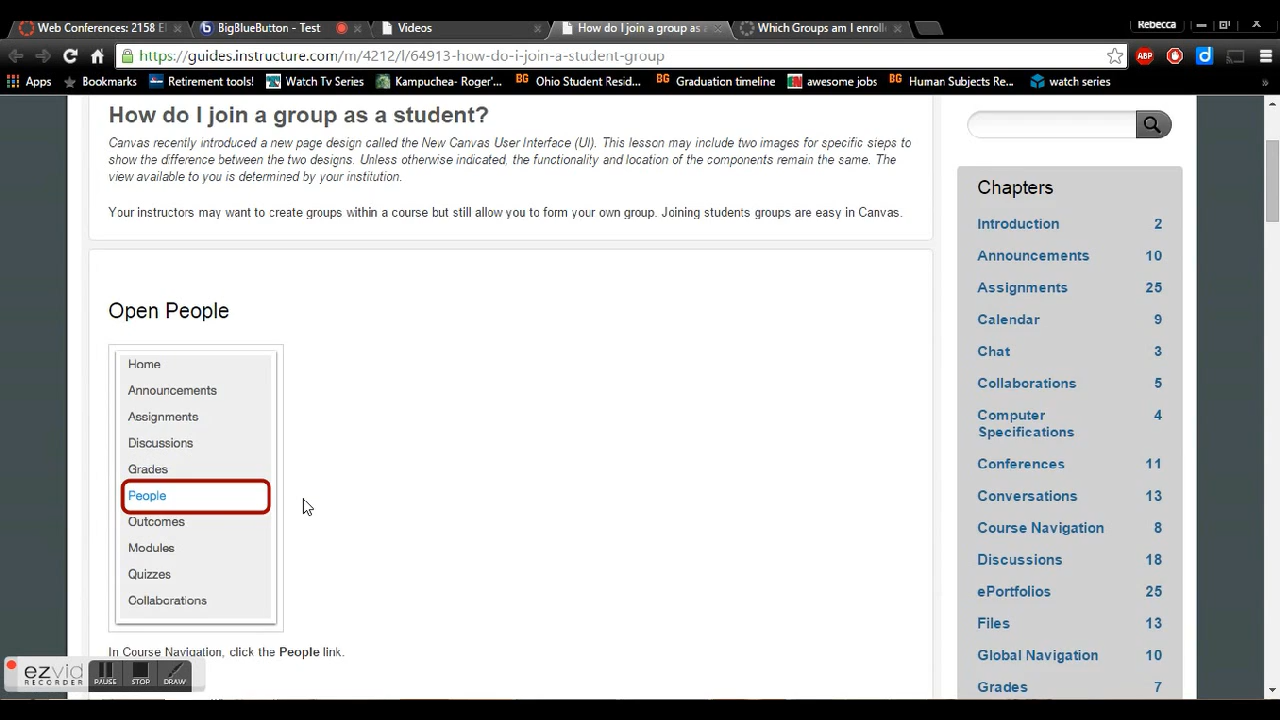 Web Conferences: 2158 El
BigBlueButton - Test
Videos
How do I join a group as a
Which Groups am I enroll
Rebecca
https://guides.instructure.com/m/4212/l/64913-how-do-i-join-a-student-group
ABP
Apps
Bookmarks
Retirement tools!
Watch Tv Series
Kampuchea- Roger'...
BG Ohio Student Resid...
BG Graduation timeline
awesome jobs
BG Human Subjects Re...
watch series
How do I join a group as a student?
Canvas recently introduced a new page design called the New Canvas User Interface (UI). This lesson may include two images for specific steps to
show the difference between the two designs. Unless otherwise indicated, the functionality and location of the components remain the same. The
view available to you is determined by your institution.
Your instructors may want to create groups within a course but still allow you to form your own group. Joining students groups are easy in Canvas.
Open People
Home
Announcements
Assignments
Discussions
Grades
People
Outcomes
Modules
Quizzes
Collaborations
In Course Navigation, click the People link.
Chapters
Introduction 2
Announcements 10
Assignments 25
Calendar 9
Chat 3
Collaborations 5
Computer 4
Specifications
Conferences 11
Conversations 13
Course Navigation 8
Discussions 18
ePortfolios 25
Files 13
Global Navigation 10
Grades 7
ezvid
RECORDER
PAUSE
STOP
DRAW